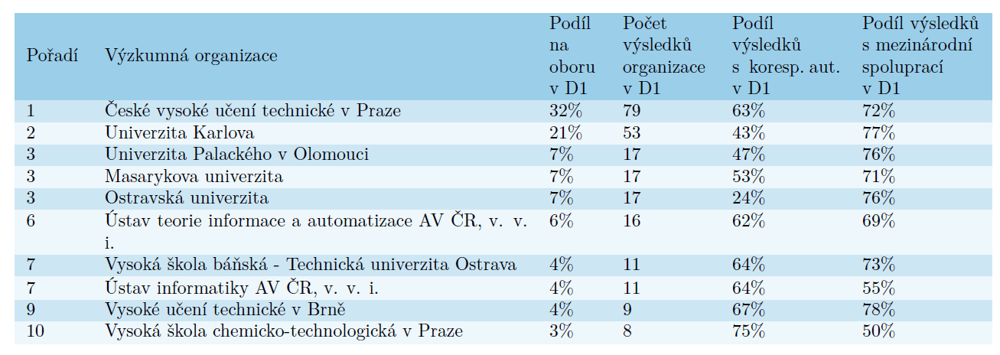 Pořadí Výzkumná organizace Podíl na oboru v D1 Počet výsledků organizace v D1 Podíl výsledků s koresp. aut. v D1 Podíl výsledků s mezinárodní spoluprací v D1
1 České vysoké učení technické v Praze 32% 79 63% 72%
2 Univerzita Karlova 21% 53 43% 77%
3 Univerzita Palackého v Olomouci 7% 17 47% 76%
3 Masarykova univerzita 7% 17 53% 71%
3 Ostravská univerzita 7% 17 24% 76%
6 Ústav teorie informace a automatizace AV ČR, v. v. i. 6% 16 62% 69%
7 Vysoká škola báňská - Technická univerzita Ostrava 4% 11 64% 73%
7 Ústav informatiky AV ČR, v. v. i. 4% 11 64% 55%
9 Vysoké učení technické v Brně 4% 9 67% 78%
10 Vysoká škola chemicko-technologická v Praze 3% 8 75% 50%